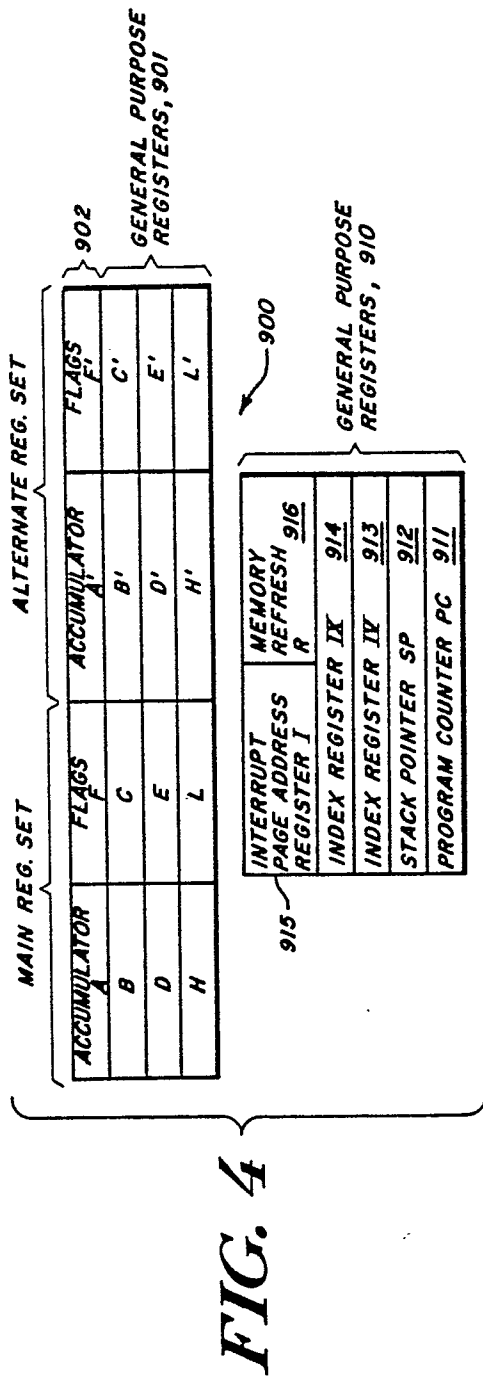 FIG. 4
MAIN REG. SET
ALTERNATE REG. SET
ACCUMULATOR A
FLAGS F
ACCUMULATOR A'
FLAGS F'
902
B
C
B'
C'
D
E
D'
E'
H
L
H'
L'
GENERAL PURPOSE
REGISTERS, 901
900
INTERRUPT
PAGE ADDRESS
REGISTER I
915
MEMORY
REFRESH
R
916
INDEX REGISTER IX 914
INDEX REGISTER IV 913
STACK POINTER SP 912
PROGRAM COUNTER PC 911
GENERAL PURPOSE
REGISTERS, 910